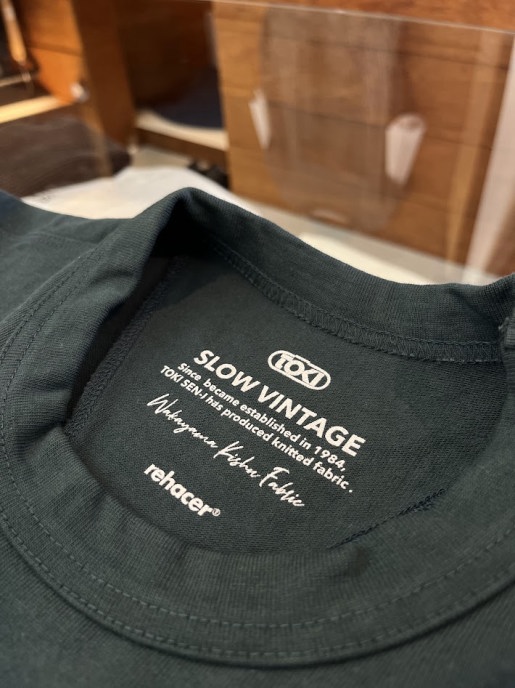 TOKI
SLOW VINTAGE
Since became established in 1984,
TOKI SEN-I has produced knitted fabric.
Wakayama Kishu Fabric
rehacer®